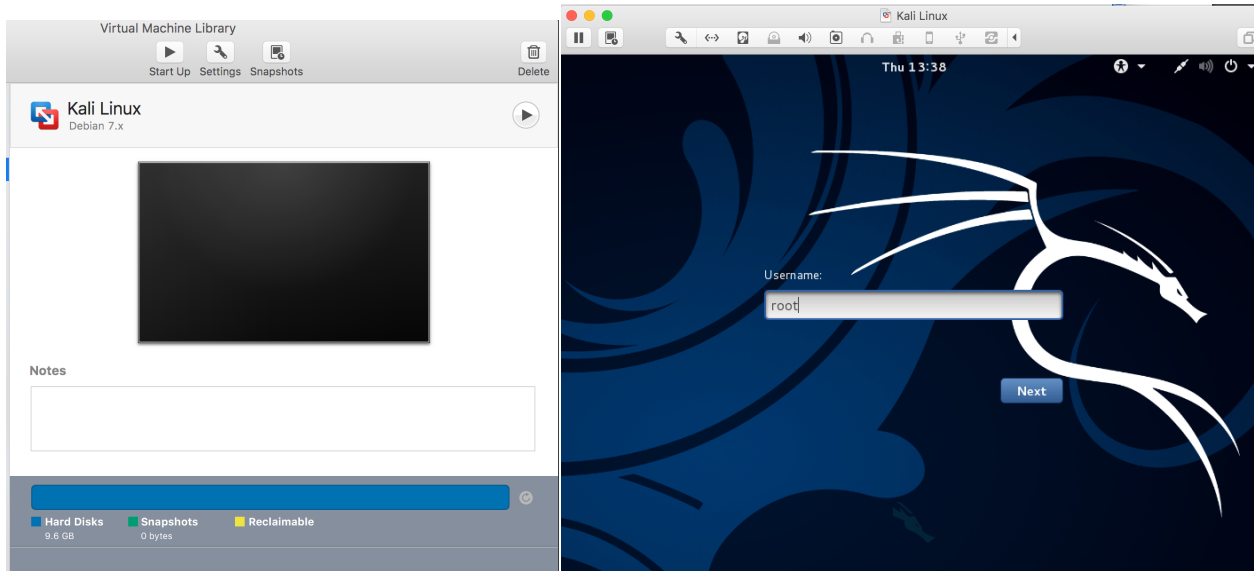 Virtual Machine Library
Start Up Settings Snapshots Delete
Kali Linux
Debian 7.x
Notes
Hard Disks Snapshots Reclaimable
9.6 GB 0 bytes
Kali Linux
Thu 13:38
Username:
root
Next